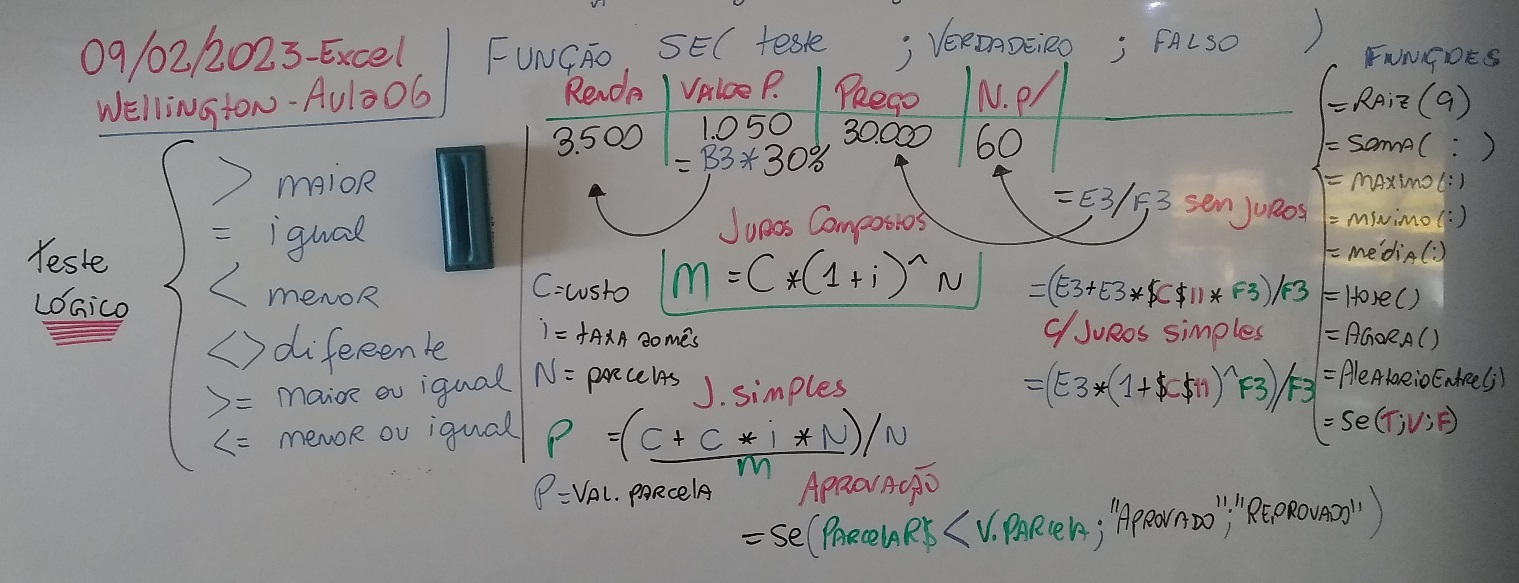 09/02/2023-Excel
WELLINGTON - Aula 06
FUNÇÃO SE( teste ; VERDADEIRO ; FALSO )
Renda | VALOR P. | Preço | N.P/
3.500 | 1.050 | 30.000 | 60
= B3*30%
teste
LÓGICO
> MAIOR
= igual
< menor
<> diferente
>= maior ou igual
<= menor ou igual
= E3/F3 sem juros
Juros Compostos
M = C*(1+i)^N
C=custo
i = tAXA ao mês
N = parcelas
J. simples
P =(C+C*i*N)/N
M
P=VAL. PARCELA
=(E3+E3*$C$11*F3)/F3
C/ Juros simples
=(E3*(1+$C$11)^F3)/F3
APROVAÇÃO
=Se(PARCELAR$ < V.PARCELA; "APROVADO";"REPROVADO")
FUNÇÕES
=RAIZ(9)
=SOMA( : )
=MAXIMO(:)
=MINIMO(:)
=média(:)
=Hoje()
=AGORA()
=AleAtorioEntre(;)
=Se(T;V;F)